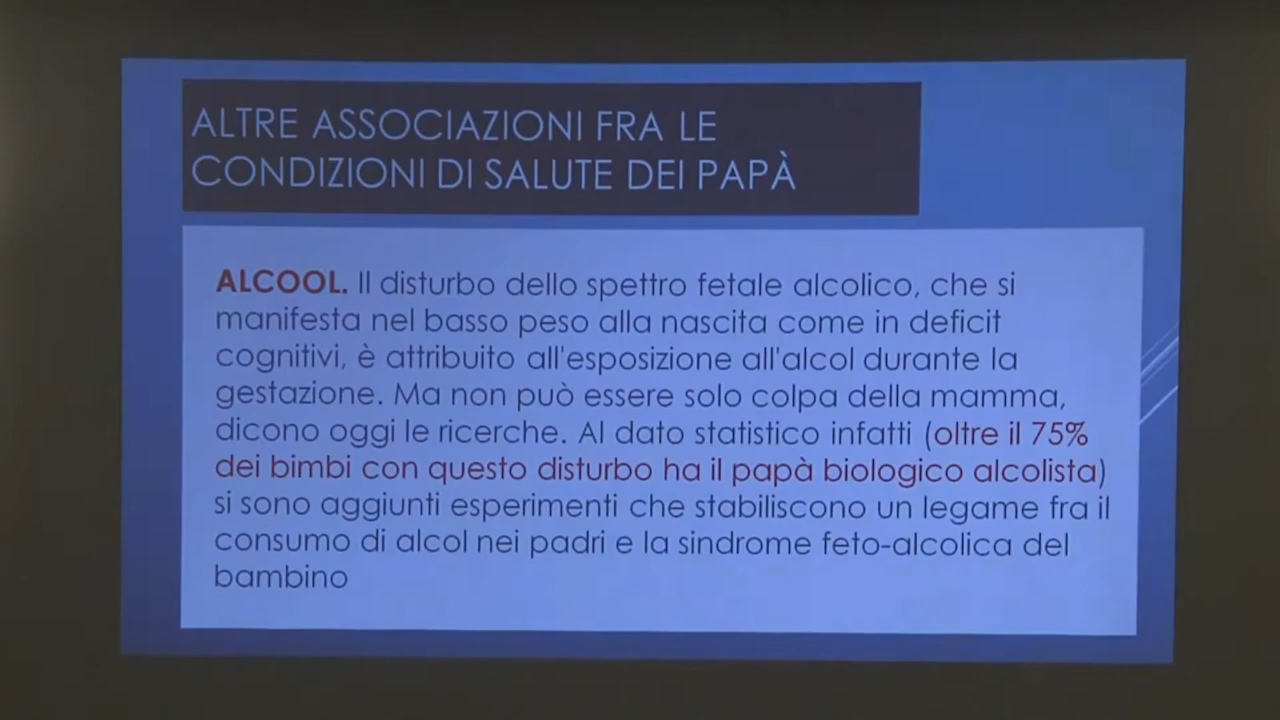 ALTRE ASSOCIAZIONI FRA LE
CONDIZIONI DI SALUTE DEI PAPÀ
ALCOOL. Il disturbo dello spettro fetale alcolico, che si
manifesta nel basso peso alla nascita come in deficit
cognitivi, è attribuito all'esposizione all'alcol durante la
gestazione. Ma non può essere solo colpa della mamma,
dicono oggi le ricerche. Al dato statistico infatti (oltre il 75%
dei bimbi con questo disturbo ha il papà biologico alcolista)
si sono aggiunti esperimenti che stabiliscono un legame fra il
consumo di alcol nei padri e la sindrome feto-alcolica del
bambino